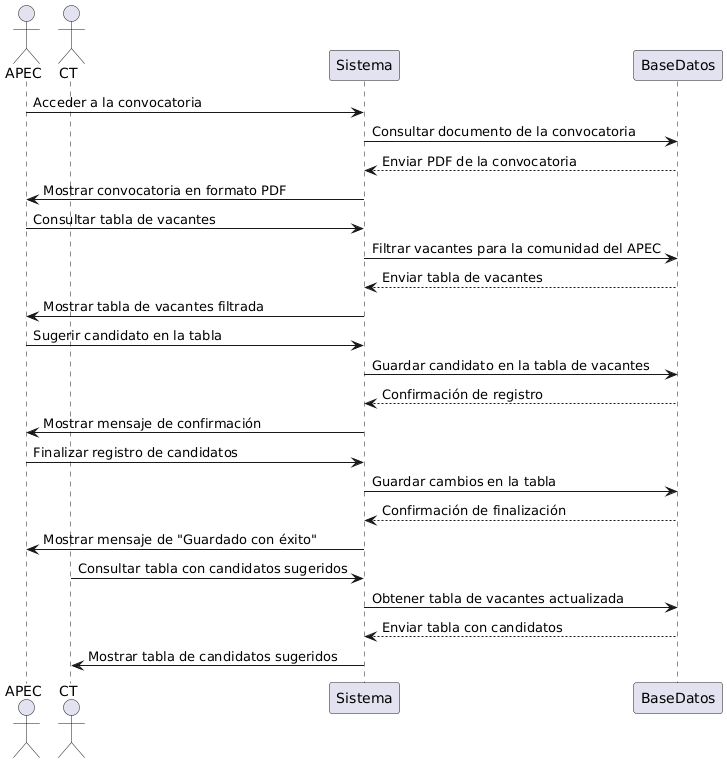 APEC CT Sistema BaseDatos
Acceder a la convocatoria
Consultar documento de la convocatoria
Enviar PDF de la convocatoria
Mostrar convocatoria en formato PDF
Consultar tabla de vacantes
Filtrar vacantes para la comunidad del APEC
Enviar tabla de vacantes
Mostrar tabla de vacantes filtrada
Sugerir candidato en la tabla
Guardar candidato en la tabla de vacantes
Confirmación de registro
Mostrar mensaje de confirmación
Finalizar registro de candidatos
Guardar cambios en la tabla
Confirmación de finalización
Mostrar mensaje de "Guardado con éxito"
Consultar tabla con candidatos sugeridos
Obtener tabla de vacantes actualizada
Enviar tabla con candidatos
Mostrar tabla de candidatos sugeridos
APEC CT Sistema BaseDatos